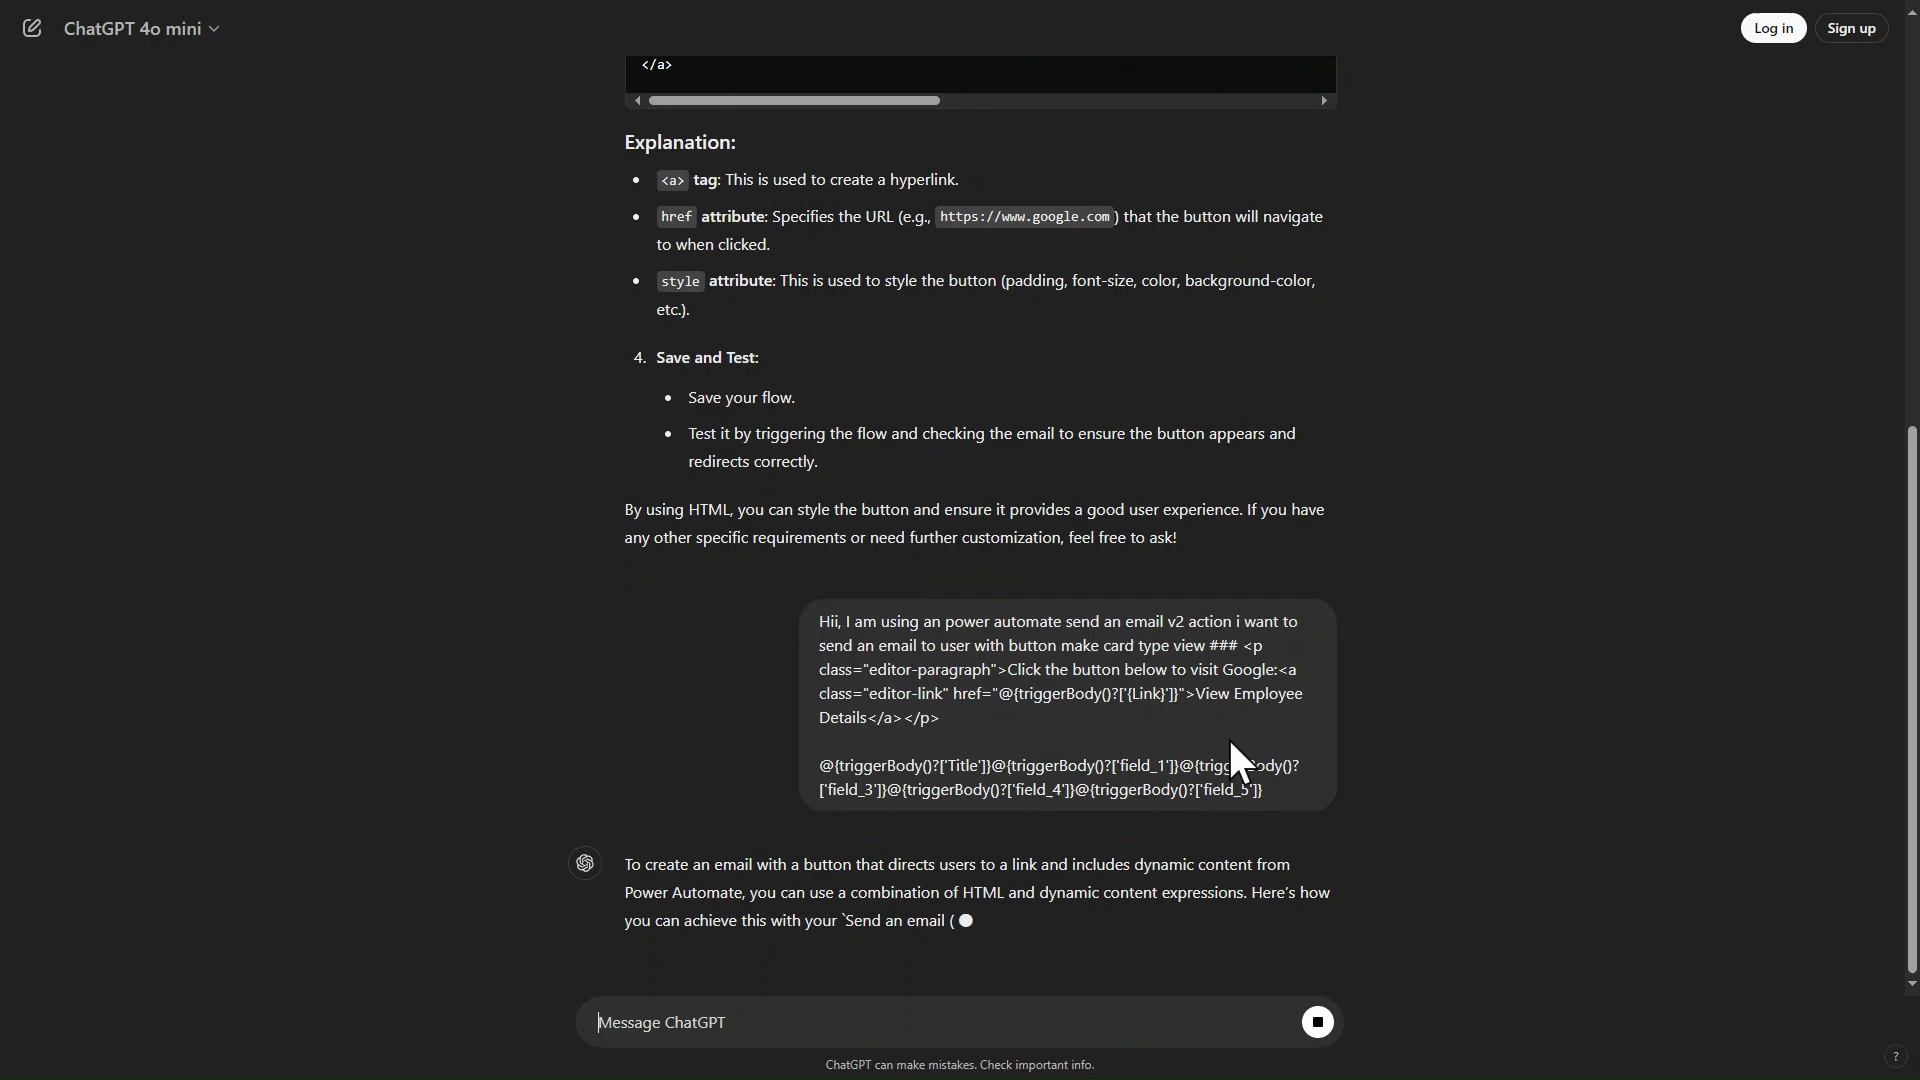 ChatGPT 4o mini
Log in
Sign up
</a>
Explanation:
<a> tag: This is used to create a hyperlink.
href attribute: Specifies the URL (e.g., https://www.google.com) that the button will navigate
to when clicked.
style attribute: This is used to style the button (padding, font-size, color, background-color,
etc.).
4. Save and Test:
Save your flow.
Test it by triggering the flow and checking the email to ensure the button appears and
redirects correctly.
By using HTML, you can style the button and ensure it provides a good user experience. If you have
any other specific requirements or need further customization, feel free to ask!
Hii, I am using an power automate send an email v2 action i want to
send an email to user with button make card type view ### <p
class="editor-paragraph">Click the button below to visit Google:<a
class="editor-link" href="@{triggerBody()?['{Link}']}">View Employee
Details</a></p>
@{triggerBody()?['Title']}@{triggerBody()?['field_1']}@{trigg ody()?
['field_3']}@{triggerBody()?['field_4']}@{triggerBody()?['field_5']}
To create an email with a button that directs users to a link and includes dynamic content from
Power Automate, you can use a combination of HTML and dynamic content expressions. Here's how
you can achieve this with your `Send an email (
Message ChatGPT
ChatGPT can make mistakes. Check important info.
?